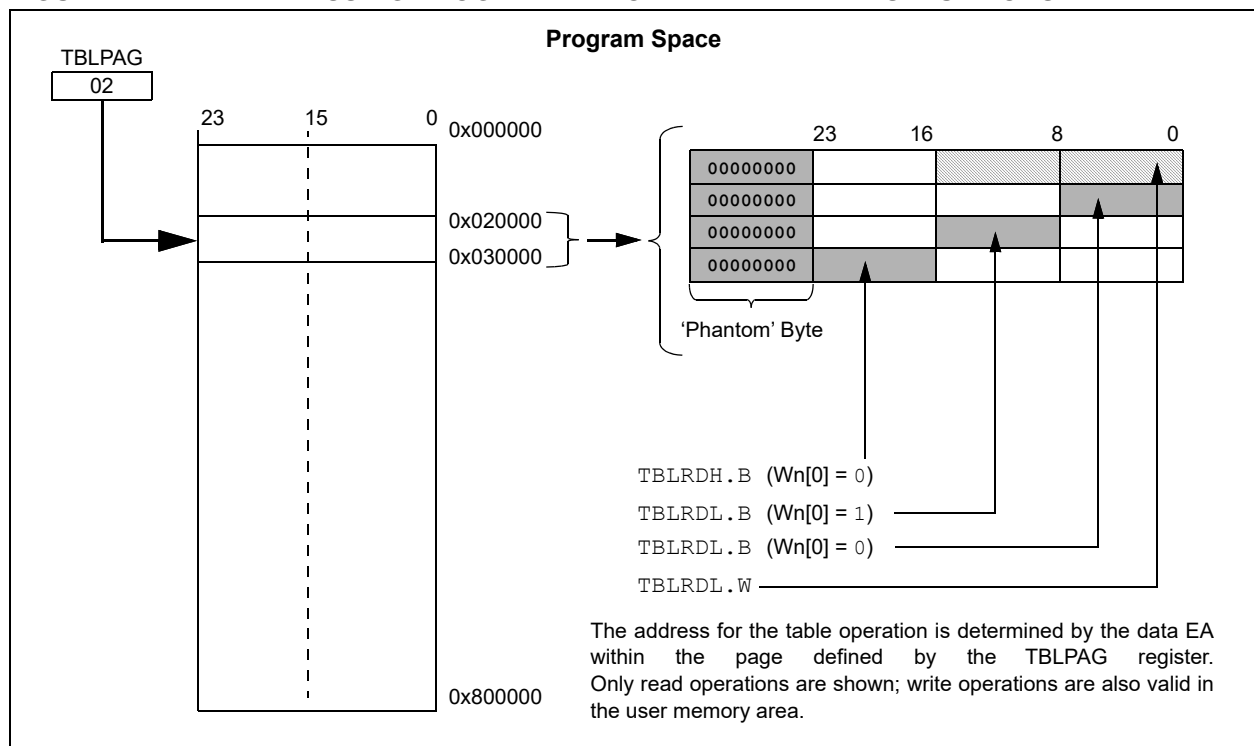 Program Space
TBLPAG
02
23 15 0
0x000000
0x020000
0x030000
0x800000
23 16 8 0
00000000
00000000
00000000
00000000
‘Phantom’ Byte
TBLRDH.B (Wn[0] = 0)
TBLRDL.B (Wn[0] = 1)
TBLRDL.B (Wn[0] = 0)
TBLRDL.W
The address for the table operation is determined by the data EA
within the page defined by the TBLPAG register.
Only read operations are shown; write operations are also valid in
the user memory area.